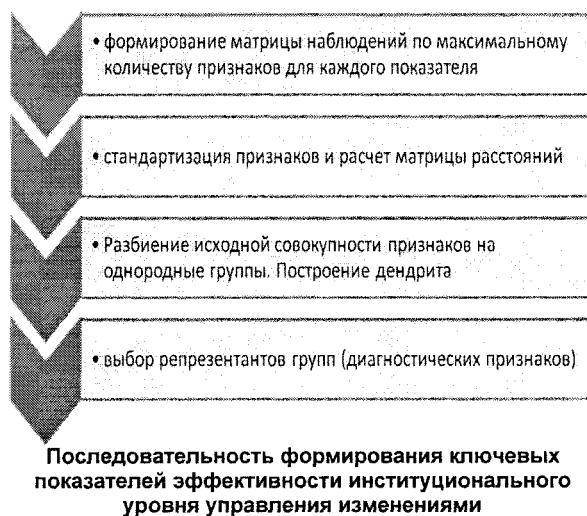 • формирование матрицы наблюдений по максимальному
количеству признаков для каждого показателя
• стандартизация признаков и расчет матрицы расстояний
• Разбиение исходной совокупности признаков на
однородные группы. Построение дендрита
• выбор репрезентантов групп (диагностических признаков)
Последовательность формирования ключевых
показателей эффективности институционального
уровня управления изменениями